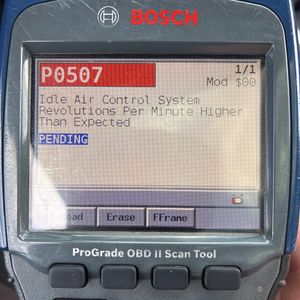 BOSCH
P0507
1/1
Mod $00
Idle Air Control System
Revolutions Per Minute Higher
Than Expected
PENDING
Erase FFrame
ProGrade OBD II Scan Tool